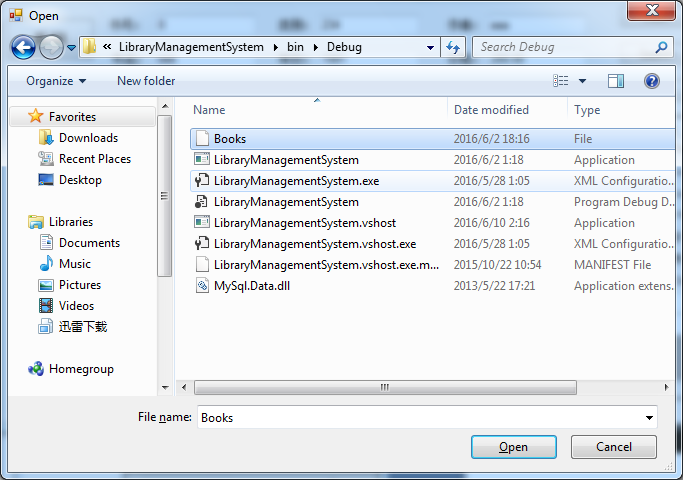 Open
« LibraryManagementSystem bin Debug Search Debug
Organize New folder
Name Date modified Type
Favorites
Downloads
Recent Places
Desktop
Libraries
Documents
Music
Pictures
Videos
迅雷下载
Homegroup
Books 2016/6/2 18:16 File
LibraryManagementSystem 2016/6/2 1:18 Application
LibraryManagementSystem.exe 2016/5/28 1:05 XML Configuratio...
LibraryManagementSystem 2016/6/2 1:18 Program Debug D...
LibraryManagementSystem.vshost 2016/6/10 2:16 Application
LibraryManagementSystem.vshost.exe 2016/5/28 1:05 XML Configuratio...
LibraryManagementSystem.vshost.exe.m... 2015/10/22 10:54 MANIFEST File
MySql.Data.dll 2013/5/22 17:21 Application extens...
File name: Books
Open Cancel